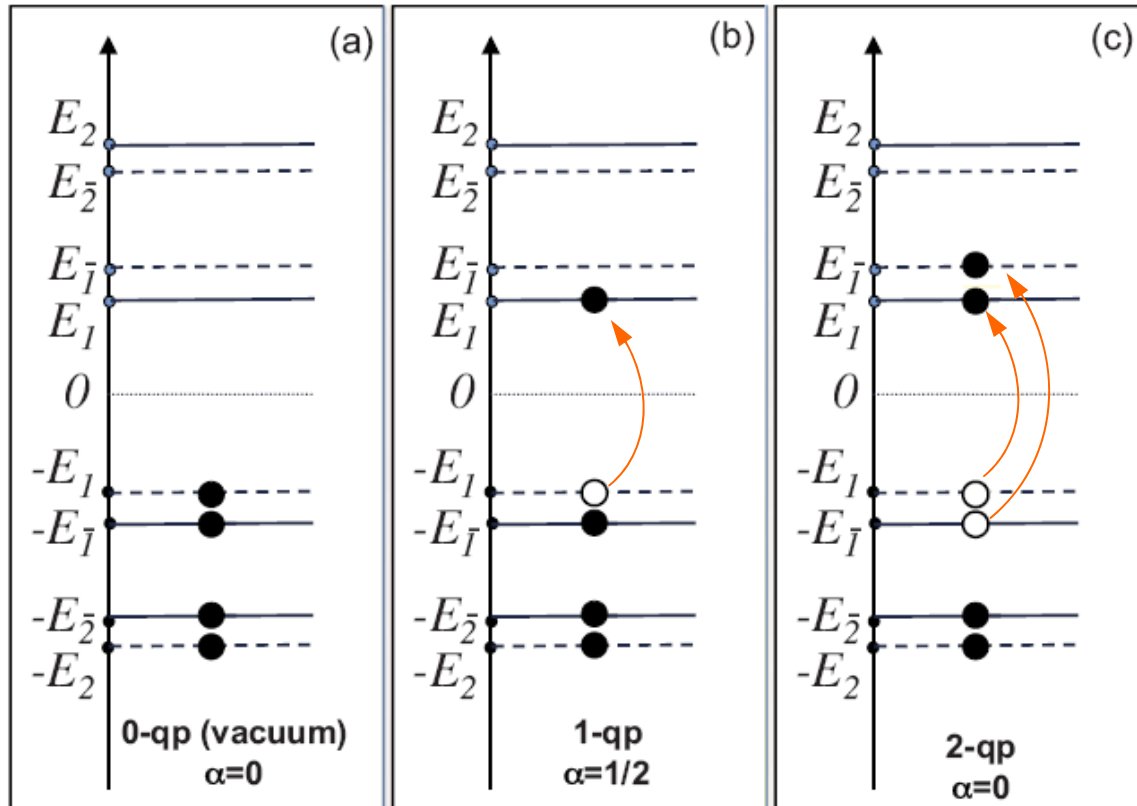 (a)
E₂
E₂̄
E₁̄
E₁
0
-E₁
-E₁̄
-E₂̄
-E₂
0-qp (vacuum)
α=0
(b)
E₂
E₂̄
E₁̄
E₁
0
-E₁
-E₁̄
-E₂̄
-E₂
1-qp
α=1/2
(c)
E₂
E₂̄
E₁̄
E₁
0
-E₁
-E₁̄
-E₂̄
-E₂
2-qp
α=0